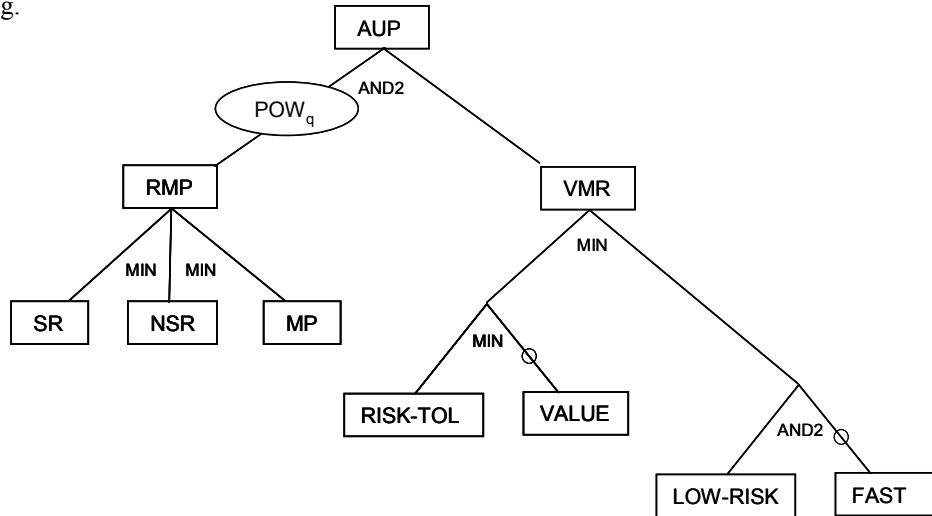 g.
AUP
AND2
POWq
RMP
VMR
MIN
MIN MIN
SR NSR MP
MIN
RISK-TOL VALUE
AND2
LOW-RISK FAST